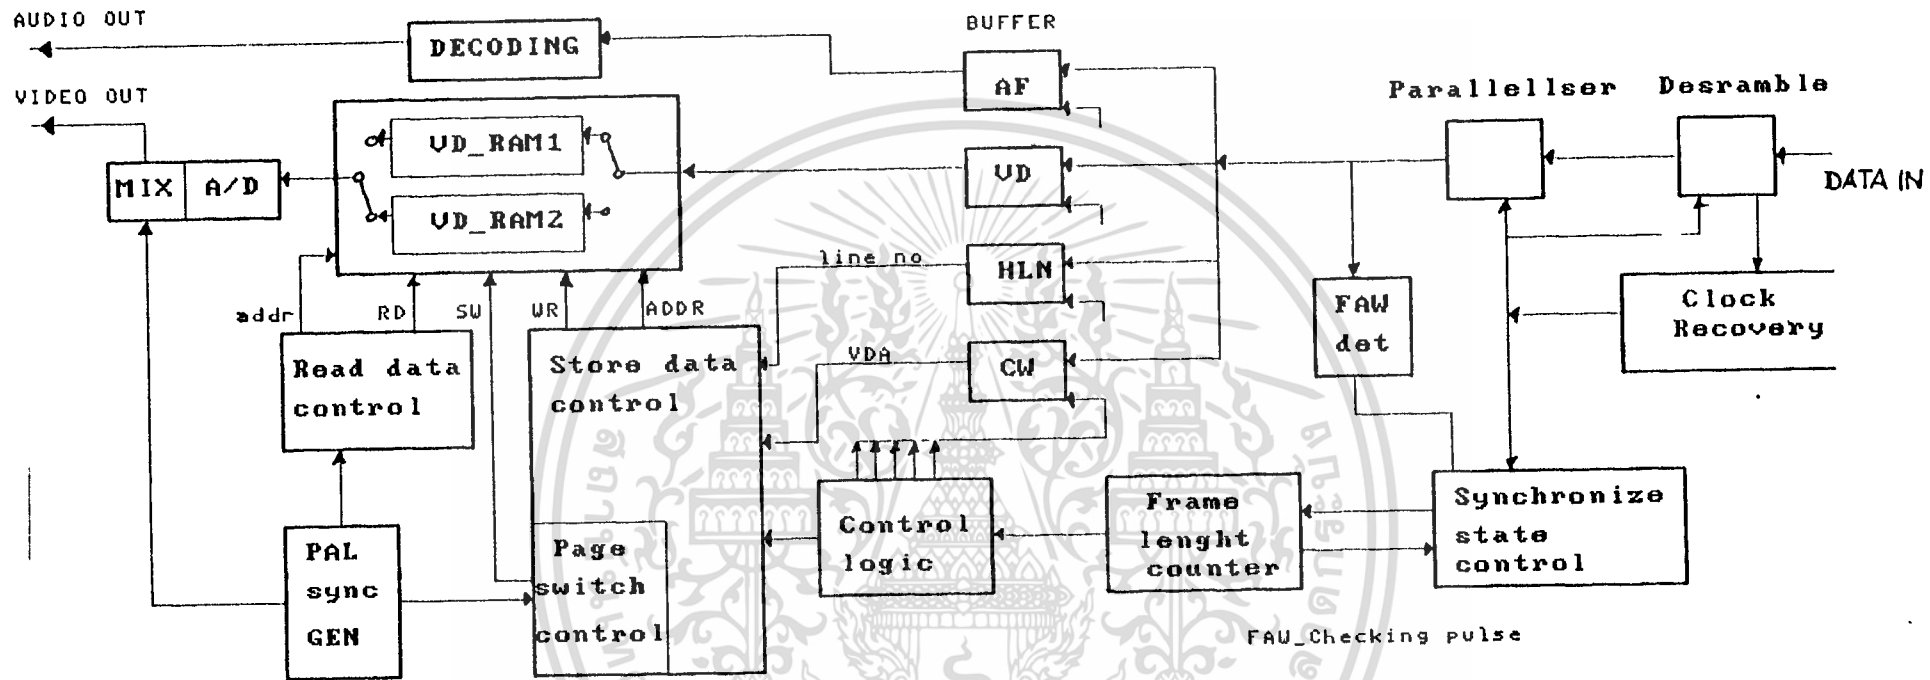 AUDIO OUT
DECODING
BUFFER
AF
Parallellser
Desramble
VIDEO OUT
VD_RAM1
MIX
A/D
VD_RAM2
VD
DATA IN
line no
HLN
FAW
det
Clock
Recovery
addr
RD
SW
WR
ADDR
Read data
control
Store data
control
VDA
CW
PAL
sync
GEN
Page
switch
control
Control
logic
Frame
lenght
counter
Synchronize
state
control
FAW_Checking pulse